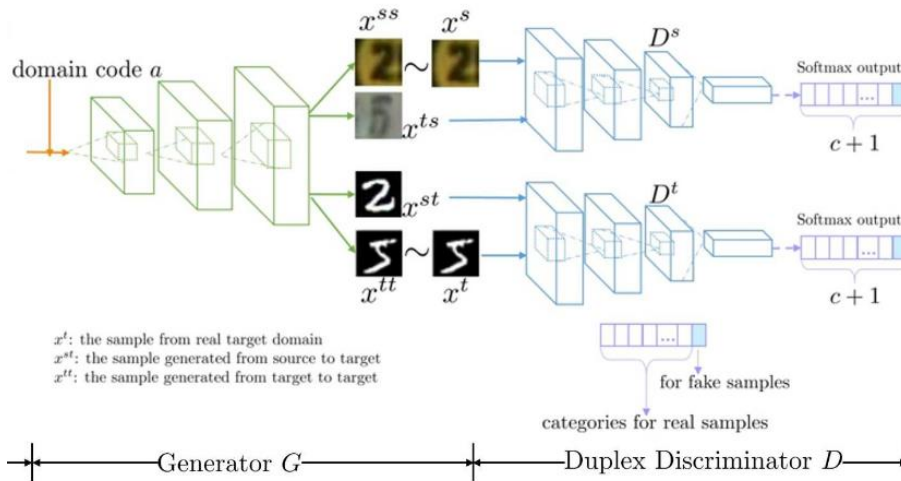 x^{ss} x^s
domain code a
~
x^{ts}
D^s
Softmax output
...
c + 1
x^{st}
D^t
~
x^{tt} x^t
Softmax output
...
c + 1
x^t: the sample from real target domain
x^{st}: the sample generated from source to target
x^{tt}: the sample generated from target to target
...
for fake samples
categories for real samples
Generator G
Duplex Discriminator D